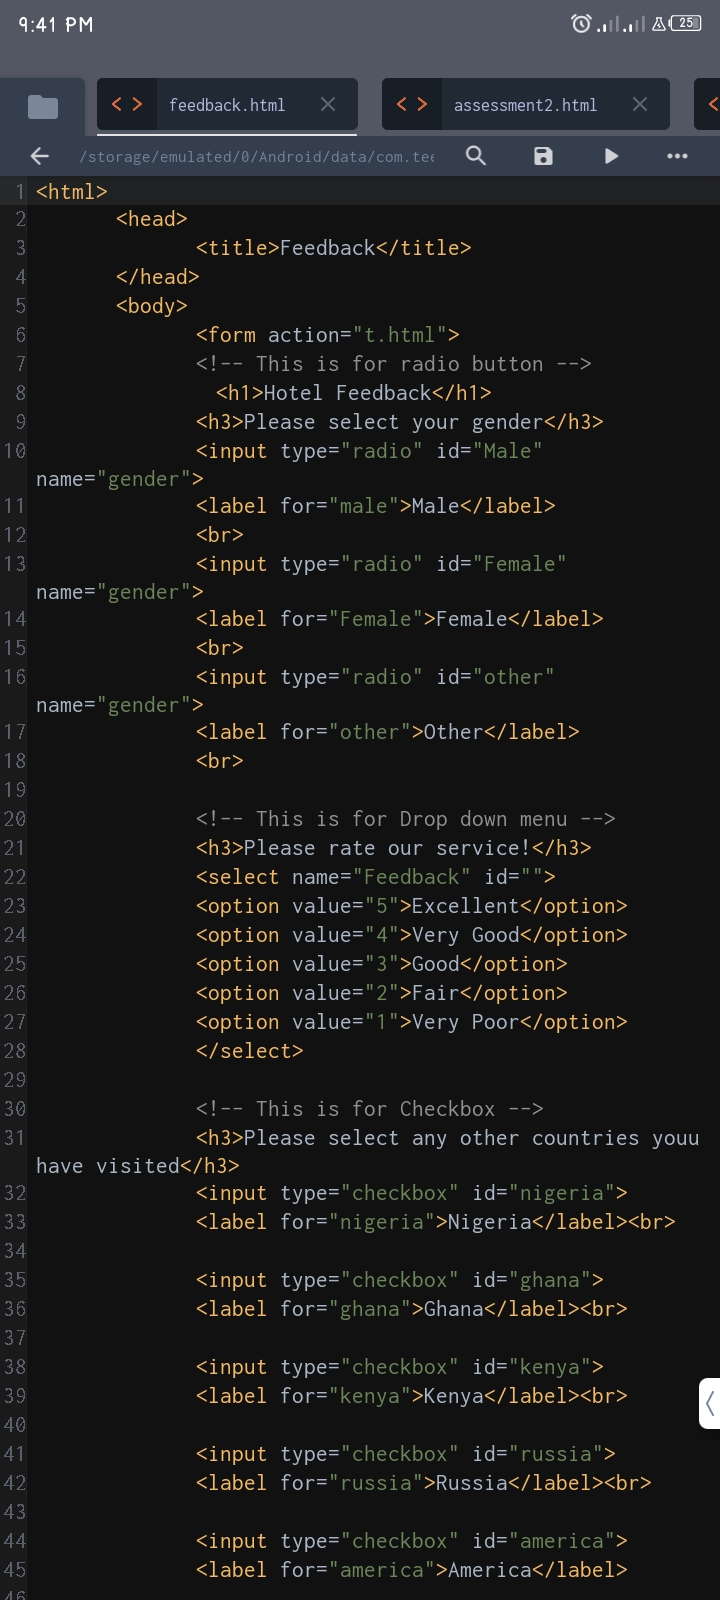 9:41 PM
25
feedback.html
assessment2.html
/storage/emulated/0/Android/data/com.tee
1 <html>
2 <head>
3 <title>Feedback</title>
4 </head>
5 <body>
6 <form action="t.html">
7 <!-- This is for radio button -->
8 <h1>Hotel Feedback</h1>
9 <h3>Please select your gender</h3>
10 <input type="radio" id="Male"
name="gender">
11 <label for="male">Male</label>
12 <br>
13 <input type="radio" id="Female"
name="gender">
14 <label for="Female">Female</label>
15 <br>
16 <input type="radio" id="other"
name="gender">
17 <label for="other">Other</label>
18 <br>
19
20 <!-- This is for Drop down menu -->
21 <h3>Please rate our service!</h3>
22 <select name="Feedback" id="">
23 <option value="5">Excellent</option>
24 <option value="4">Very Good</option>
25 <option value="3">Good</option>
26 <option value="2">Fair</option>
27 <option value="1">Very Poor</option>
28 </select>
29
30 <!-- This is for Checkbox -->
31 <h3>Please select any other countries youu
have visited</h3>
32 <input type="checkbox" id="nigeria">
33 <label for="nigeria">Nigeria</label><br>
34
35 <input type="checkbox" id="ghana">
36 <label for="ghana">Ghana</label><br>
37
38 <input type="checkbox" id="kenya">
39 <label for="kenya">Kenya</label><br>
40
41 <input type="checkbox" id="russia">
42 <label for="russia">Russia</label><br>
43
44 <input type="checkbox" id="america">
45 <label for="america">America</label>
46